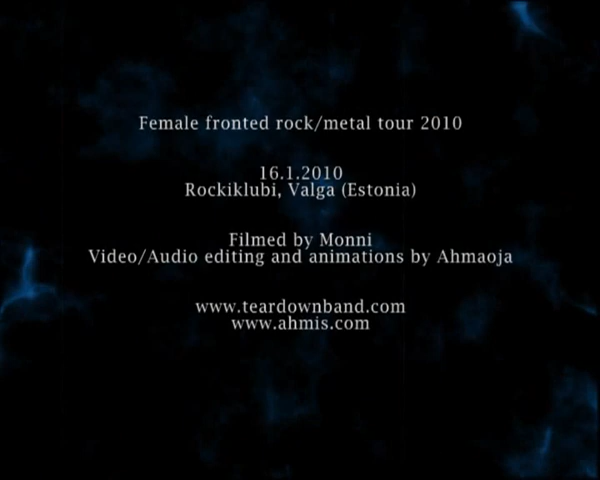 Female fronted rock/metal tour 2010
16.1.2010
Rockiklubi, Valga (Estonia)
Filmed by Monni
Video/Audio editing and animations by Ahmaoja
www.teardownband.com
www.ahmis.com